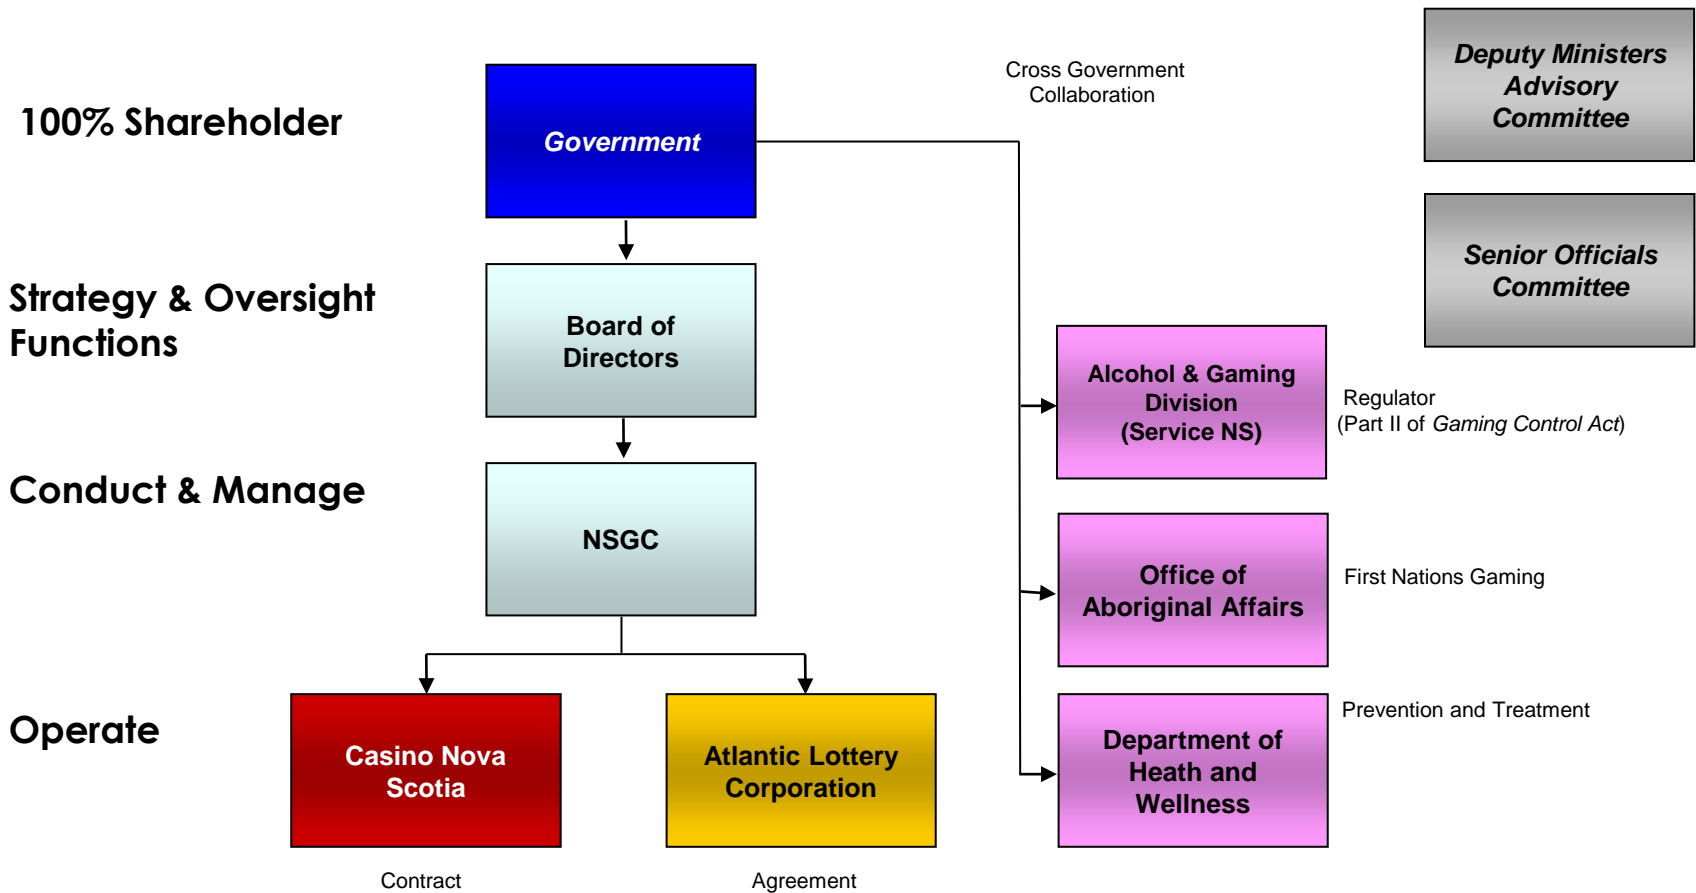 100% Shareholder
Government
Cross Government
Collaboration
Deputy Ministers
Advisory
Committee
Senior Officials
Committee
Strategy & Oversight
Functions
Board of
Directors
Alcohol & Gaming
Division
(Service NS)
Regulator
(Part II of Gaming Control Act)
Conduct & Manage
NSGC
Office of
Aboriginal Affairs
First Nations Gaming
Operate
Casino Nova
Scotia
Atlantic Lottery
Corporation
Department of
Heath and
Wellness
Prevention and Treatment
Contract
Agreement